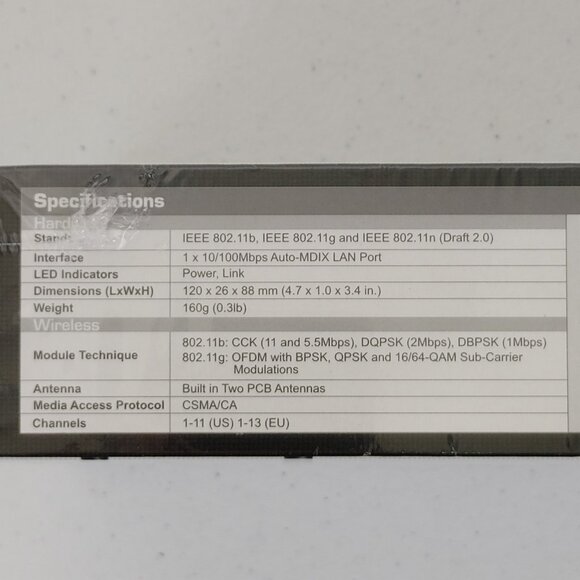 Specifications
Hard
Stand IEEE 802.11b, IEEE 802.11g and IEEE 802.11n (Draft 2.0)
Interface 1 x 10/100Mbps Auto-MDIX LAN Port
LED Indicators Power, Link
Dimensions (LxWxH) 120 x 26 x 88 mm (4.7 x 1.0 x 3.4 in.)
Weight 160g (0.3lb)
Wireless
Module Technique 802.11b: CCK (11 and 5.5Mbps), DQPSK (2Mbps), DBPSK (1Mbps)
802.11g: OFDM with BPSK, QPSK and 16/64-QAM Sub-Carrier
Modulations
Antenna Built in Two PCB Antennas
Media Access Protocol CSMA/CA
Channels 1-11 (US) 1-13 (EU)